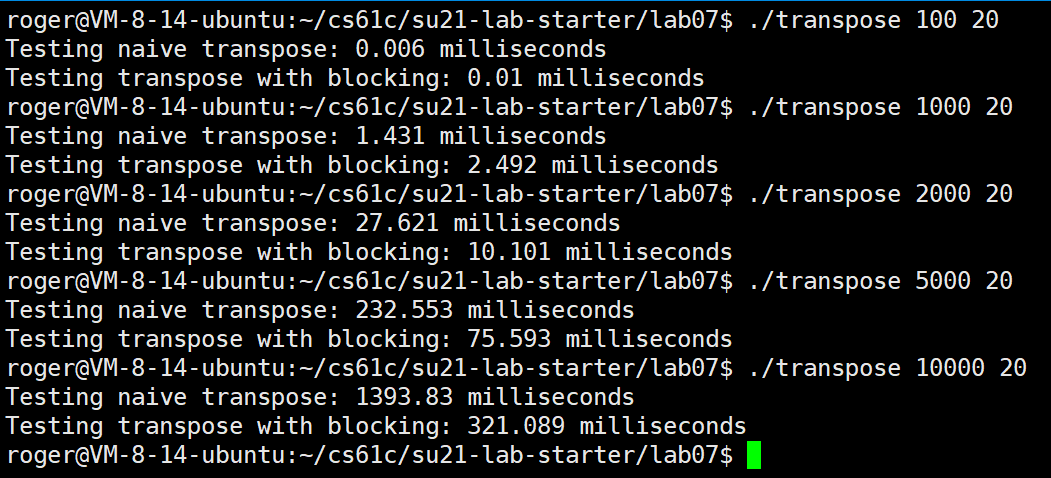 roger@VM-8-14-ubuntu:~/cs61c/su21-lab-starter/lab07$ ./transpose 100 20
Testing naive transpose: 0.006 milliseconds
Testing transpose with blocking: 0.01 milliseconds
roger@VM-8-14-ubuntu:~/cs61c/su21-lab-starter/lab07$ ./transpose 1000 20
Testing naive transpose: 1.431 milliseconds
Testing transpose with blocking: 2.492 milliseconds
roger@VM-8-14-ubuntu:~/cs61c/su21-lab-starter/lab07$ ./transpose 2000 20
Testing naive transpose: 27.621 milliseconds
Testing transpose with blocking: 10.101 milliseconds
roger@VM-8-14-ubuntu:~/cs61c/su21-lab-starter/lab07$ ./transpose 5000 20
Testing naive transpose: 232.553 milliseconds
Testing transpose with blocking: 75.593 milliseconds
roger@VM-8-14-ubuntu:~/cs61c/su21-lab-starter/lab07$ ./transpose 10000 20
Testing naive transpose: 1393.83 milliseconds
Testing transpose with blocking: 321.089 milliseconds
roger@VM-8-14-ubuntu:~/cs61c/su21-lab-starter/lab07$